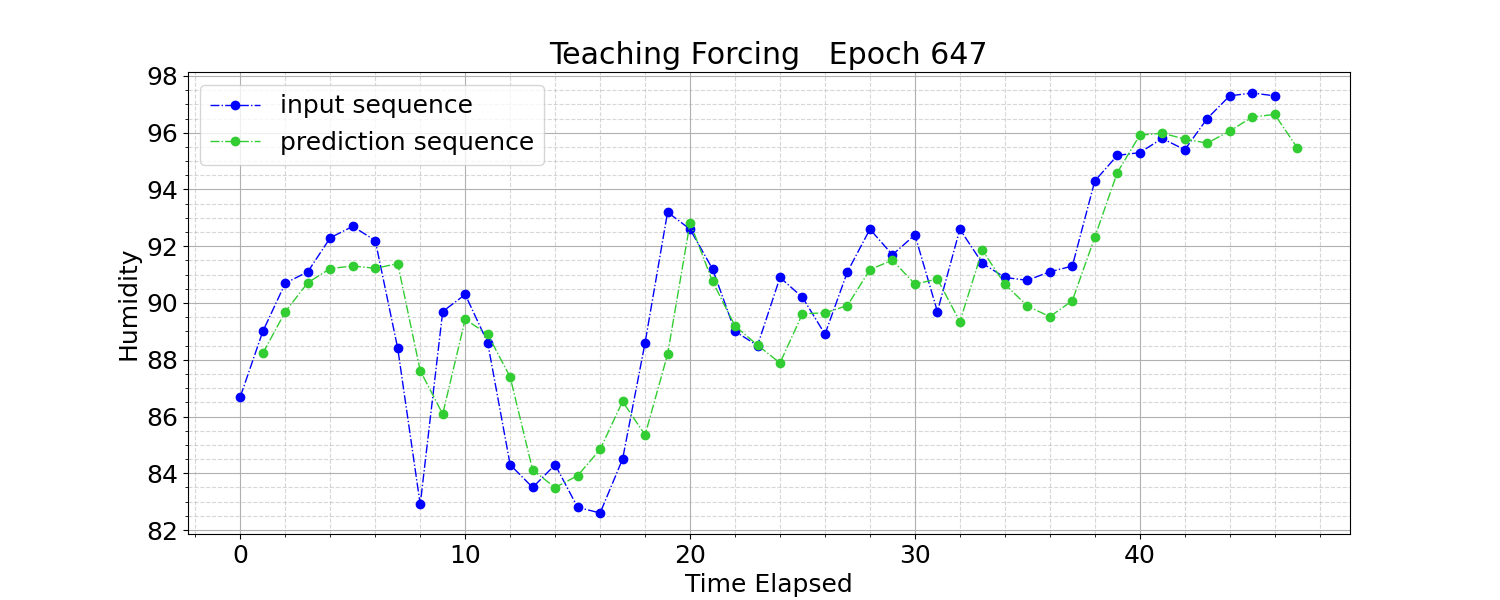 Teaching Forcing   Epoch 647
input sequence
prediction sequence
Humidity
98
96
94
92
90
88
86
84
82
0 10 20 30 40
Time Elapsed